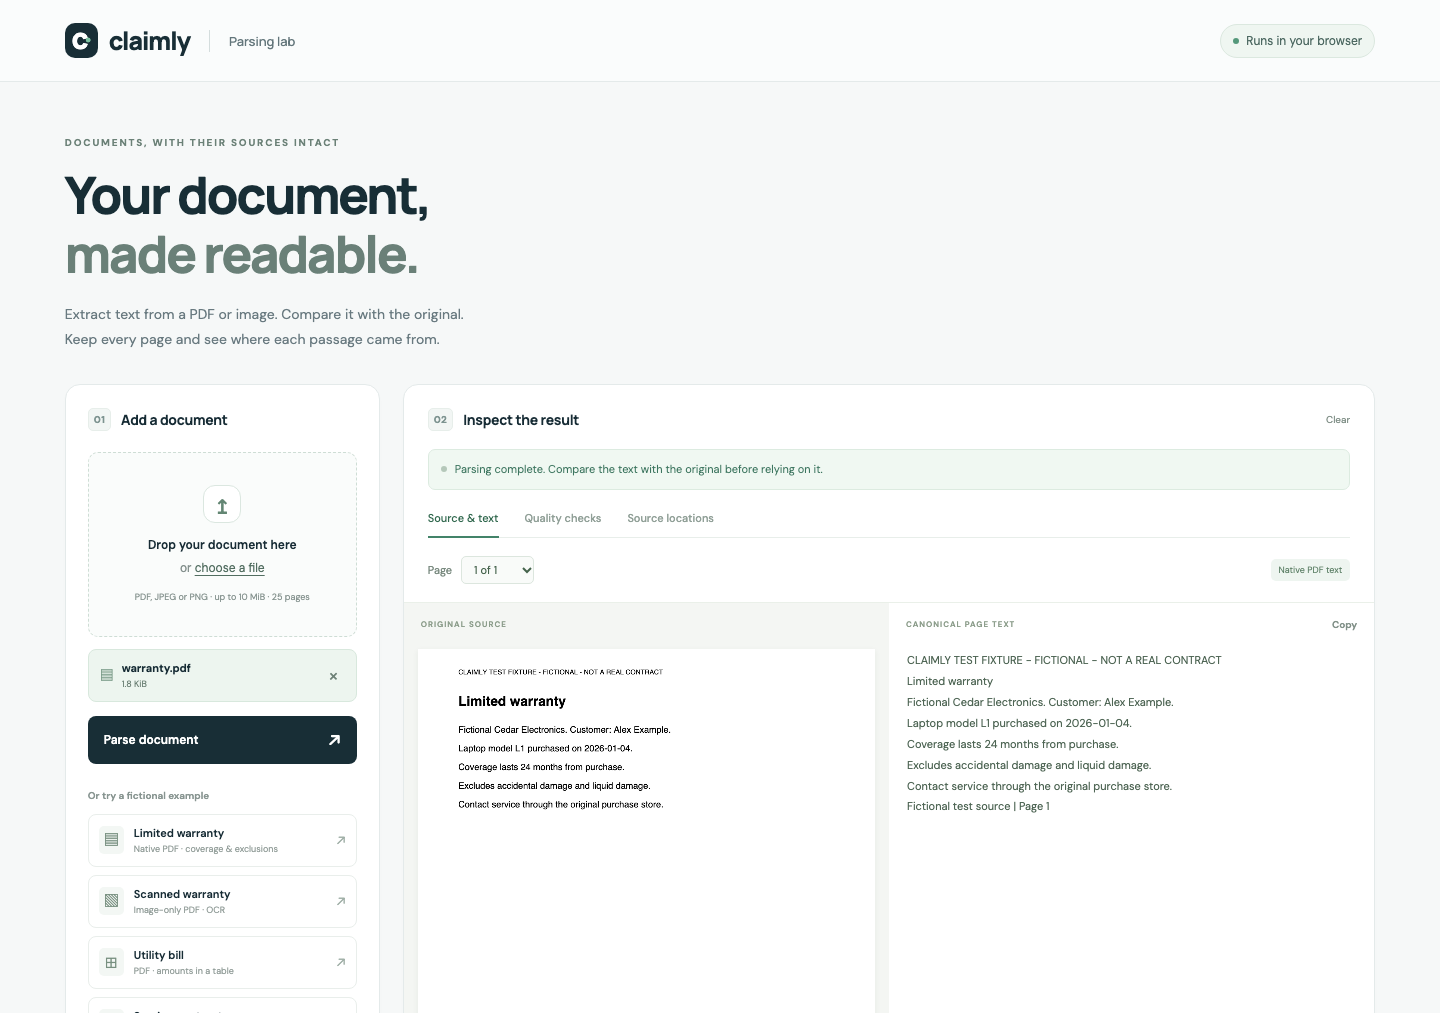 claimly
Parsing lab
Runs in your browser
DOCUMENTS, WITH THEIR SOURCES INTACT
Your document,
made readable.
Extract text from a PDF or image. Compare it with the original.
Keep every page and see where each passage came from.
01 Add a document
Drop your document here
or choose a file
PDF, JPEG or PNG · up to 10 MiB · 25 pages
warranty.pdf
1.8 KiB
×
Parse document
Or try a fictional example
Limited warranty
Native PDF · coverage & exclusions
Scanned warranty
Image-only PDF · OCR
Utility bill
PDF · amounts in a table
02 Inspect the result
Clear
Parsing complete. Compare the text with the original before relying on it.
Source & text Quality checks Source locations
Page 1 of 1
Native PDF text
ORIGINAL SOURCE
CLAIMLY TEST FIXTURE - FICTIONAL - NOT A REAL CONTRACT
Limited warranty
Fictional Cedar Electronics. Customer: Alex Example.
Laptop model L1 purchased on 2026-01-04.
Coverage lasts 24 months from purchase.
Excludes accidental damage and liquid damage.
Contact service through the original purchase store.
CANONICAL PAGE TEXT
Copy
CLAIMLY TEST FIXTURE - FICTIONAL - NOT A REAL CONTRACT
Limited warranty
Fictional Cedar Electronics. Customer: Alex Example.
Laptop model L1 purchased on 2026-01-04.
Coverage lasts 24 months from purchase.
Excludes accidental damage and liquid damage.
Contact service through the original purchase store.
Fictional test source | Page 1